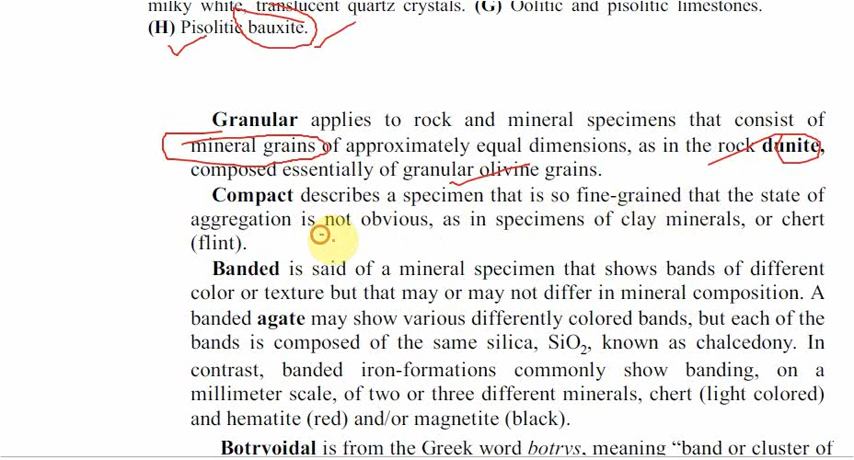 milky white, translucent quartz crystals. (G) Oolitic and pisolitic limestones.
(H) Pisolitic bauxite.
Granular applies to rock and mineral specimens that consist of
mineral grains of approximately equal dimensions, as in the rock dunite,
composed essentially of granular olivine grains.
Compact describes a specimen that is so fine-grained that the state of
aggregation is not obvious, as in specimens of clay minerals, or chert
(flint).
Banded is said of a mineral specimen that shows bands of different
color or texture but that may or may not differ in mineral composition. A
banded agate may show various differently colored bands, but each of the
bands is composed of the same silica, SiO₂, known as chalcedony. In
contrast, banded iron-formations commonly show banding, on a
millimeter scale, of two or three different minerals, chert (light colored)
and hematite (red) and/or magnetite (black).
Botryoidal is from the Greek word botrys, meaning “band or cluster of